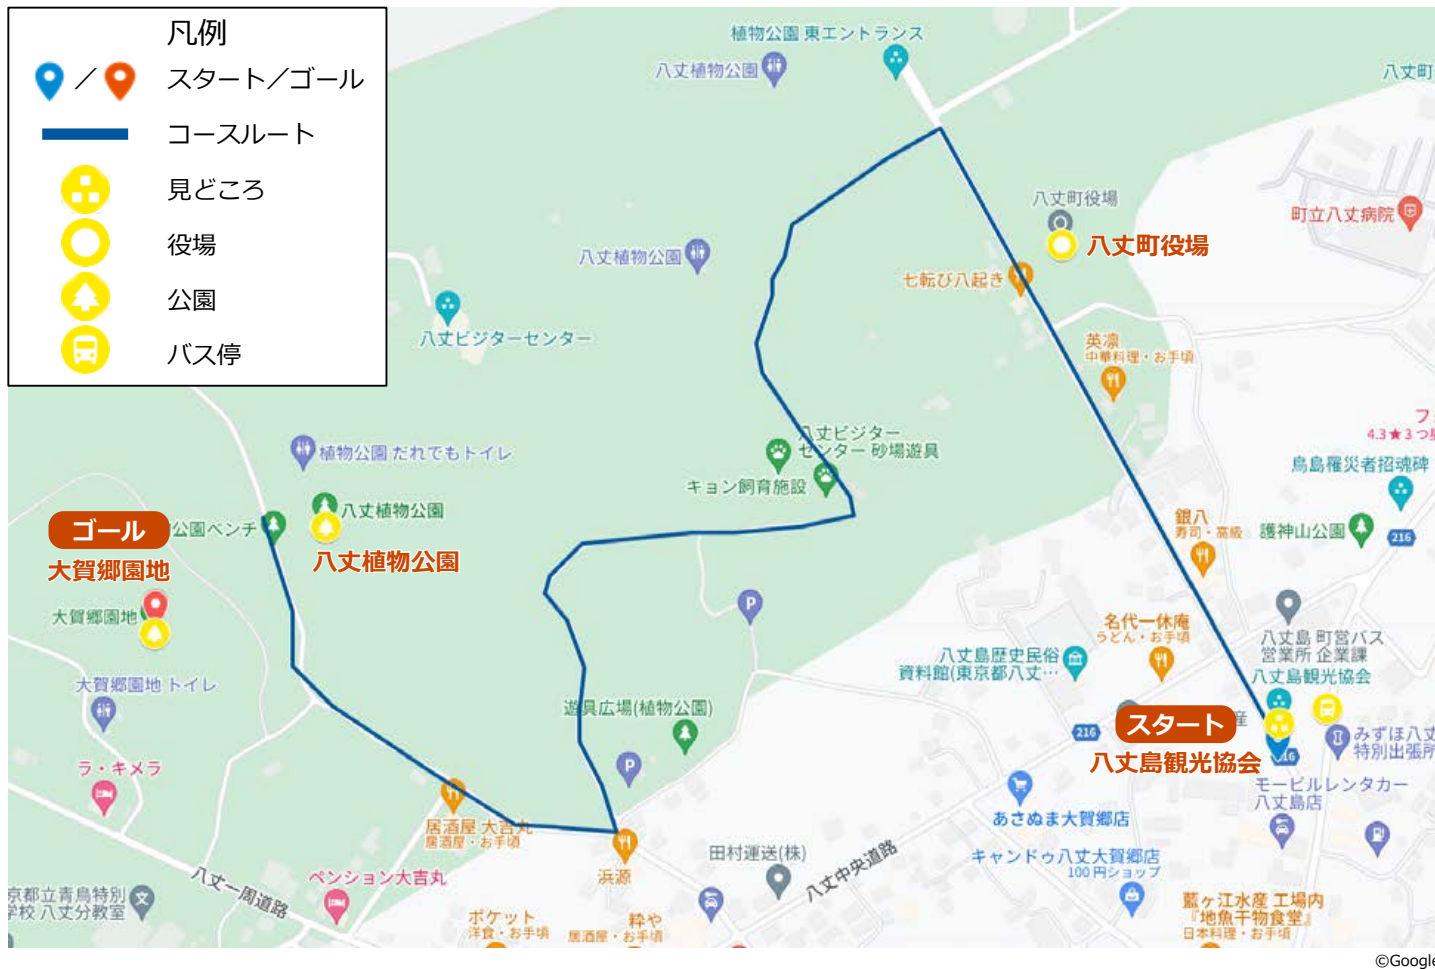 凡例
／
スタート／ゴール
コースルート
見どころ
役場
公園
バス停
植物公園 東エントランス
八丈植物公園
八丈町
八丈町役場
八丈町役場
町立八丈病院
八丈植物公園
七転び八起き
八丈ビジターセンター
英凛
中華料理・お手頃
フ
4.3★3つ星
八丈ビジター
センター 砂場遊具
植物公園 だれでもトイレ
鳥島罹災者招魂碑
キョン飼育施設
八丈植物公園
公園ベンチ
ゴール
大賀郷園地
八丈植物公園
銀八
寿司・高級
護神山公園
216
大賀郷園地
P
名代一休庵
うどん・お手頃
八丈島 町営バス
営業所 企業課
八丈島歴史民俗
資料館(東京都八丈…
八丈島観光協会
大賀郷園地 トイレ
遊具広場(植物公園)
スタート
産
八丈島観光協会
216
みずほ八丈
特別出張所
16
P
ラ・キメラ
モービルレンタカー
八丈島店
あさぬま大賀郷店
居酒屋 大吉丸
居酒屋・お手頃
浜源
田村運送(株)
八丈中央道路
キャンドゥ八丈大賀郷店
100 円ショップ
八丈一周道路
ペンション大吉丸
京都立青鳥特別
学校 八丈分教室
ポケット
洋食・お手頃
粋や
居酒屋・お手頃
藍ヶ江水産 工場内
『地魚干物食堂』
日本料理・お手頃
©Google